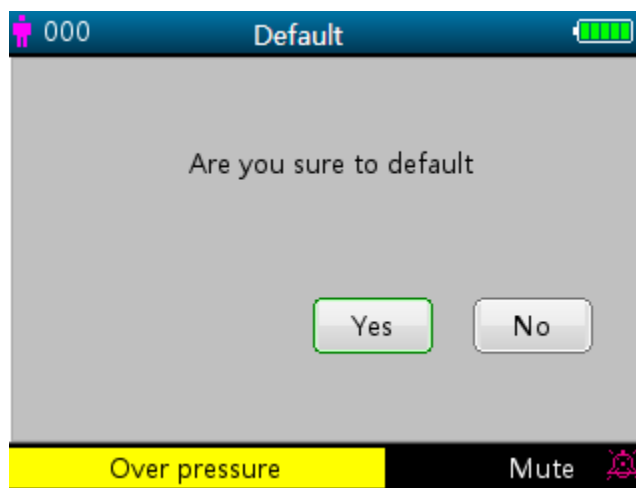 000 Default
Are you sure to default
Yes No
Over pressure Mute